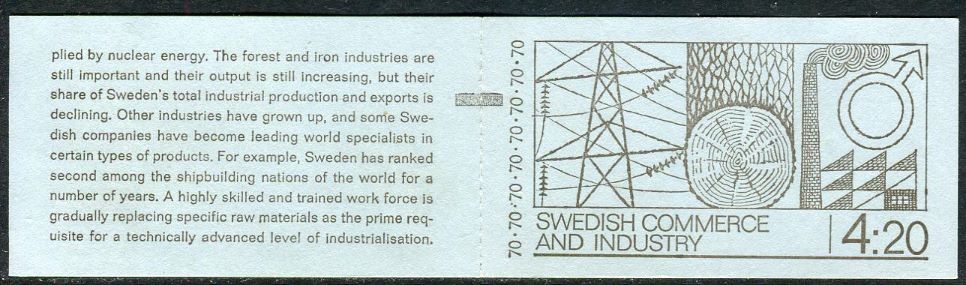 plied by nuclear energy. The forest and iron industries are
still important and their output is still increasing, but their
share of Sweden's total industrial production and exports is
declining. Other industries have grown up, and some Swe-
dish companies have become leading world specialists in
certain types of products. For example, Sweden has ranked
second among the shipbuilding nations of the world for a
number of years. A highly skilled and trained work force is
gradually replacing specific raw materials as the prime req-
uisite for a technically advanced level of industrialisation.
70·70·70·70·70·70·70·70·70
SWEDISH COMMERCE
AND INDUSTRY
4:20